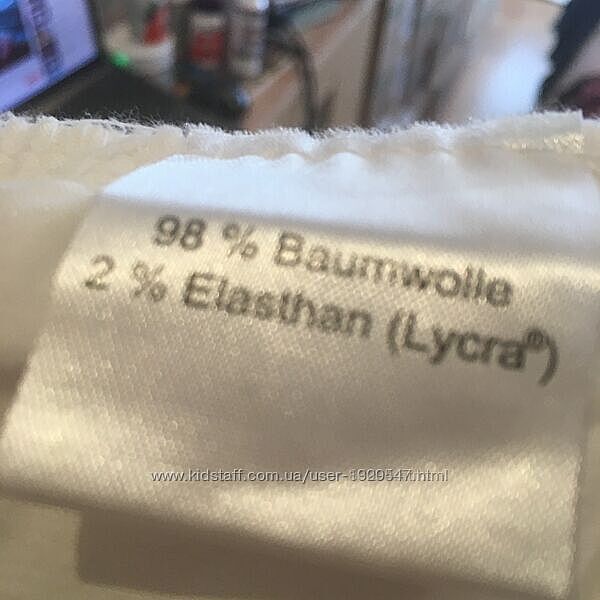 98 % Baumwolle
2 % Elasthan (Lycra®)
www.kidstaff.com.ua/user-1929547.html